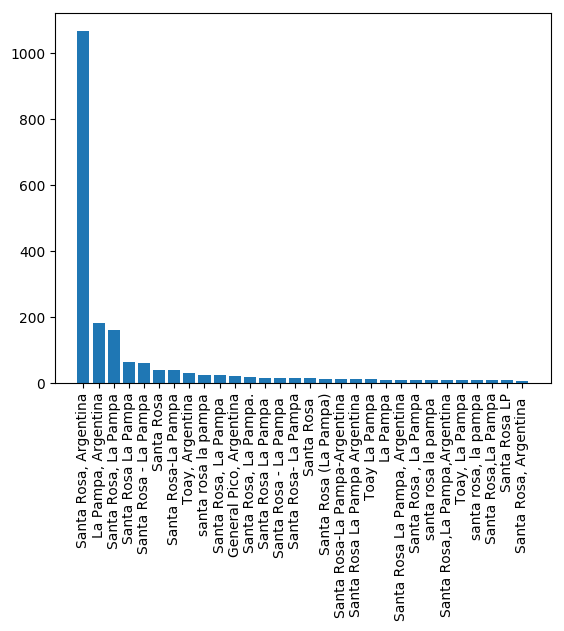 1000
800
600
400
200
0
Santa Rosa, Argentina
La Pampa, Argentina
Santa Rosa, La Pampa
Santa Rosa La Pampa
Santa Rosa - La Pampa
Santa Rosa
Santa Rosa-La Pampa
Toay, Argentina
santa rosa la pampa
Santa Rosa, La Pampa
General Pico, Argentina
Santa Rosa, La Pampa.
Santa Rosa La Pampa
Santa Rosa - La Pampa
Santa Rosa- La Pampa
Santa Rosa
Santa Rosa (La Pampa)
Santa Rosa-La Pampa-Argentina
Santa Rosa La Pampa Argentina
Toay La Pampa
La Pampa
Santa Rosa La Pampa, Argentina
Santa Rosa , La Pampa
santa rosa la pampa
Santa Rosa,La Pampa,Argentina
Toay, La Pampa
santa rosa, la pampa
Santa Rosa,La Pampa
Santa Rosa LP
Santa Rosa, Argentina